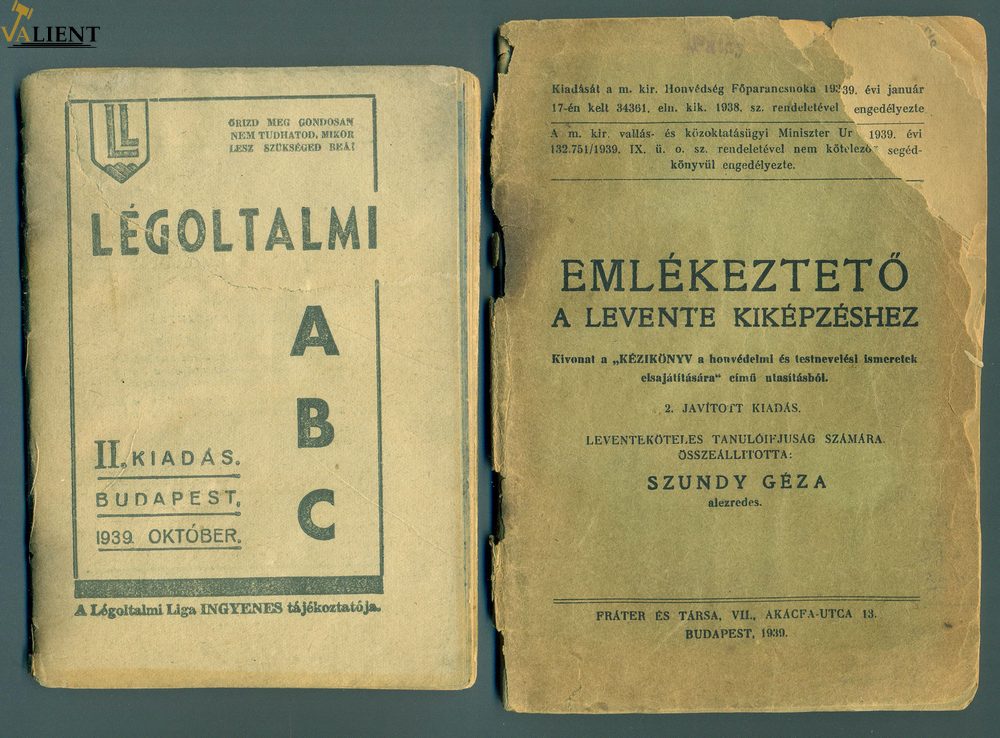 VALIENT
LL
ŐRIZD MEG GONDOSAN
NEM TUDHATOD, MIKOR
LESZ SZÜKSÉGED REÁ!
LÉGOLTALMI
A
B
C
II. KIADÁS.
BUDAPEST,
1939. OKTÓBER.
A Légoltalmi Liga INGYENES tájékoztatója.
Kiadását a m. kir. Honvédség Főparancsnoka 1939. évi január
17-én kelt 34361. eln. kik. 1938. sz. rendeletével engedélyezte
A m. kir. vallás- és közoktatásügyi Miniszter Ur 1939. évi
132.751/1939. IX. ü. o. sz. rendeletével nem kötelező segéd-
könyvül engedélyezte.
EMLÉKEZTETŐ
A LEVENTE KIKÉPZÉSHEZ
Kivonat a „KÉZIKÖNYV a honvédelmi és testnevelési ismeretek
elsajátítására" című utasításból.
2. JAVÍTOTT KIADÁS.
LEVENTEKÖTELES TANULÓIFJUSÁG SZÁMÁRA
ÖSSZEÁLLITOTTA:
SZUNDY GÉZA
alezredes.
FRÁTER ÉS TÁRSA, VII., AKÁCFA-UTCA 13.
BUDAPEST, 1939.